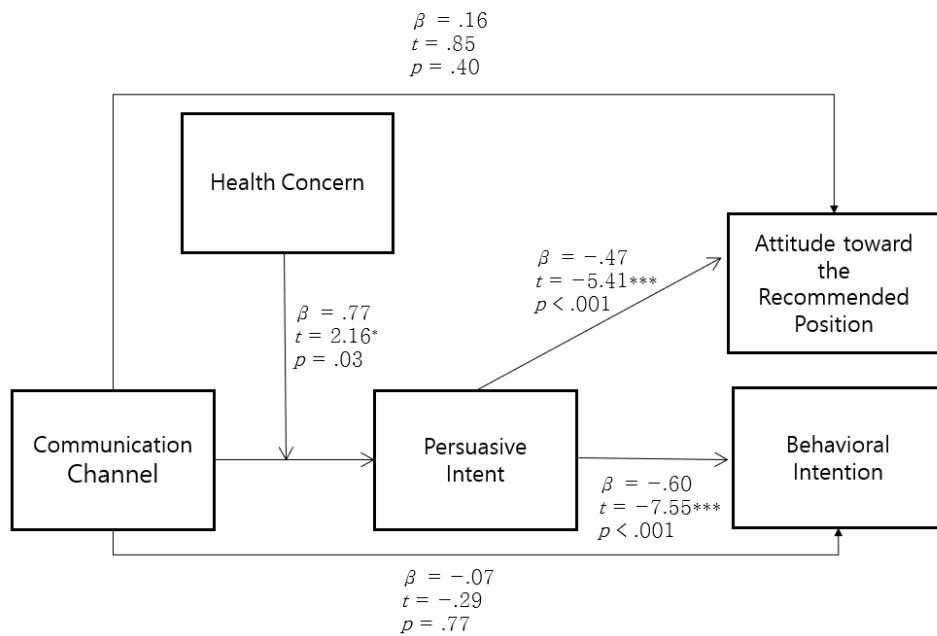 β = .16
t = .85
p = .40
Health Concern
Attitude toward
the
Recommended
Position
β = −.47
t = −5.41***
p < .001
β = .77
t = 2.16*
p = .03
Communication
Channel
Persuasive
Intent
Behavioral
Intention
β = −.60
t = −7.55***
p < .001
β = −.07
t = −.29
p = .77